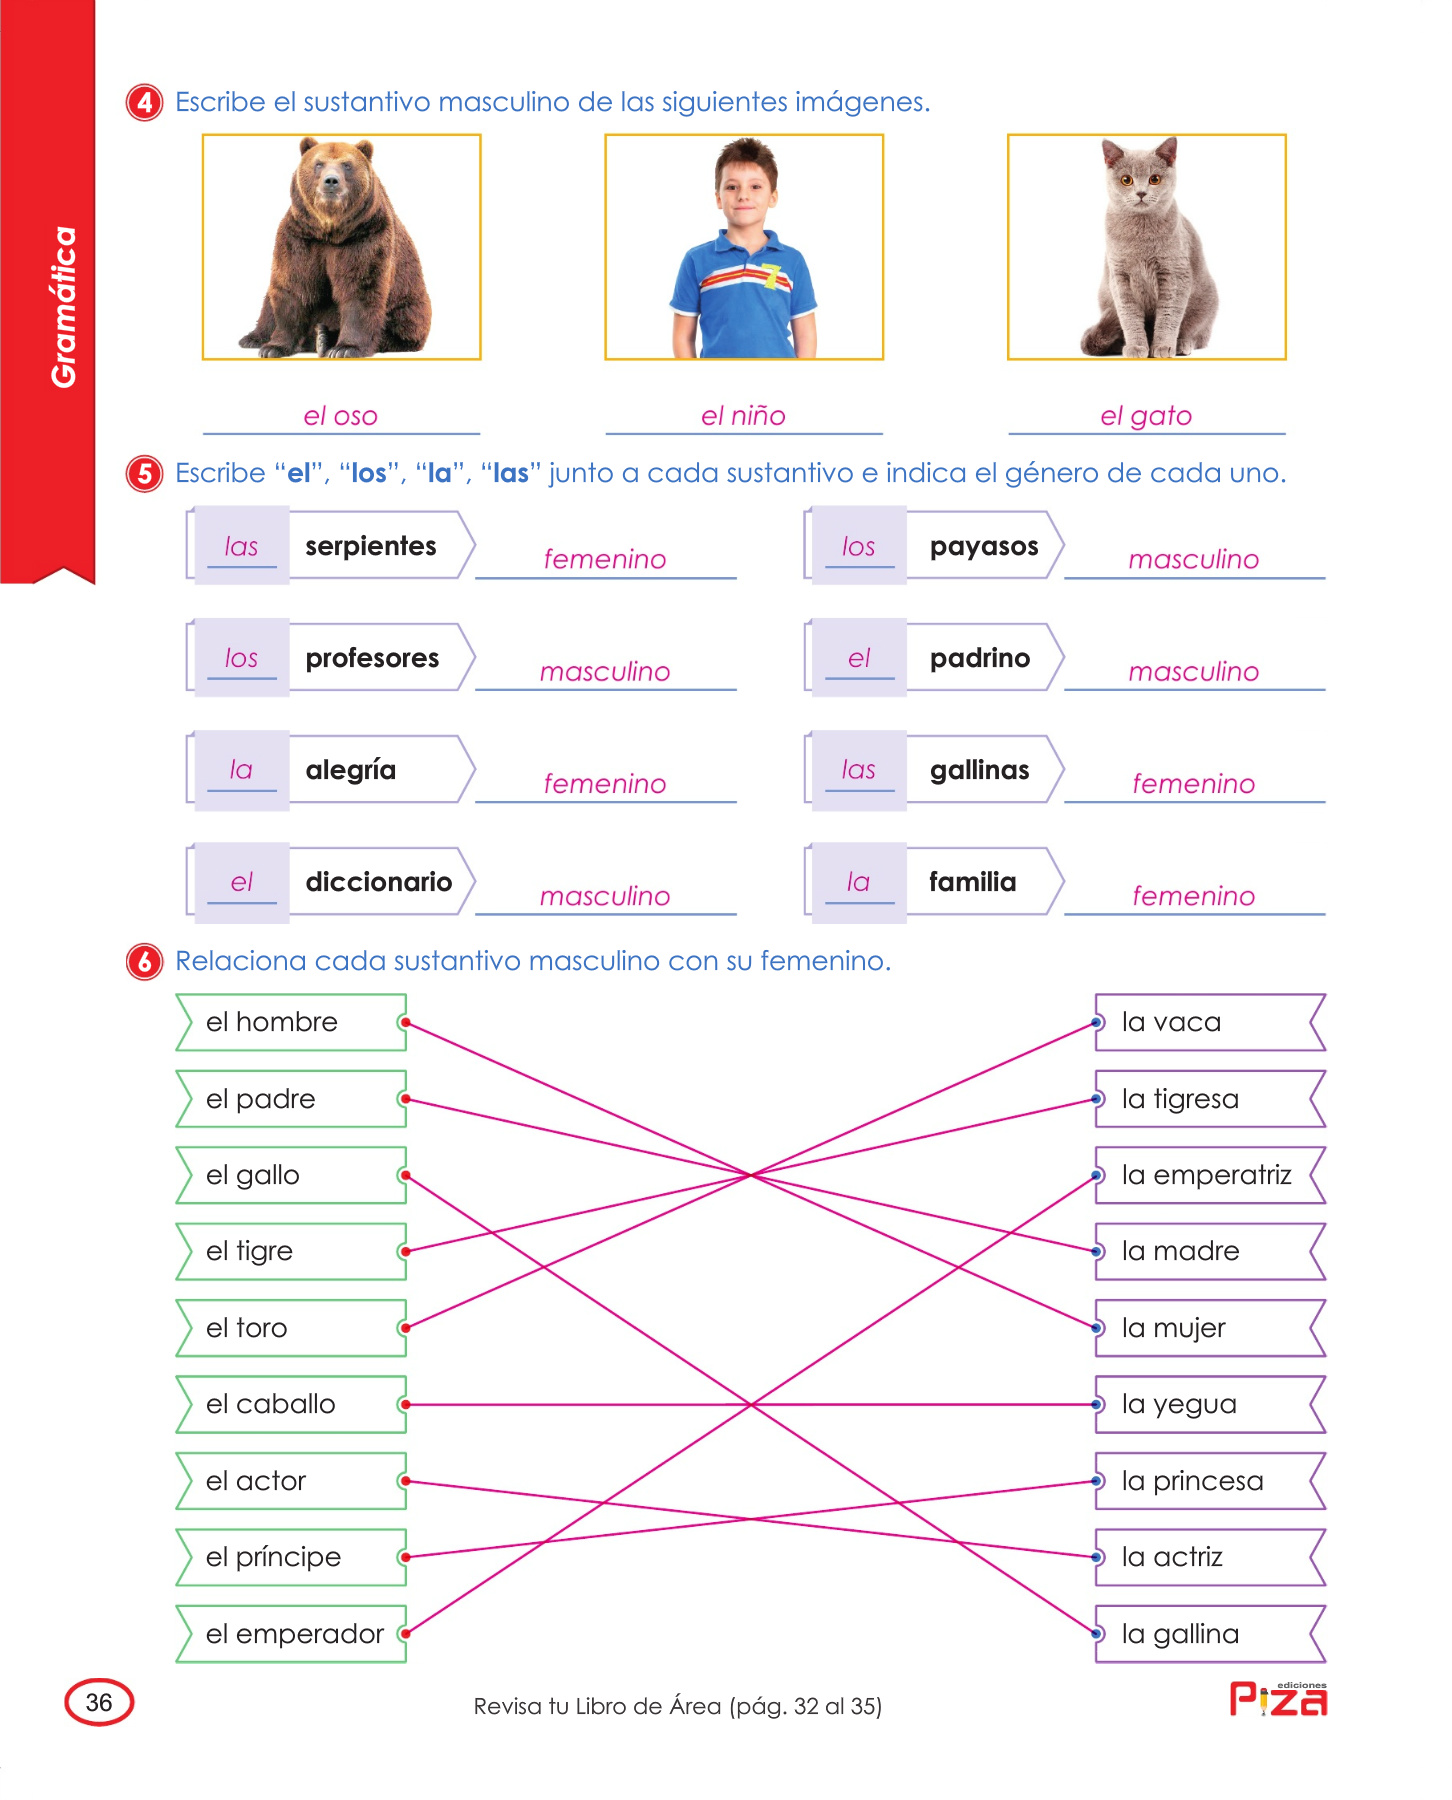 Gramática
4 Escribe el sustantivo masculino de las siguientes imágenes.
7
el oso el niño el gato
5 Escribe “el”, “los”, “la”, “las” junto a cada sustantivo e indica el género de cada uno.
las serpientes femenino los payasos masculino
los profesores masculino el padrino masculino
la alegría femenino las gallinas femenino
el diccionario masculino la familia femenino
6 Relaciona cada sustantivo masculino con su femenino.
el hombre la vaca
el padre la tigresa
el gallo la emperatriz
el tigre la madre
el toro la mujer
el caballo la yegua
el actor la princesa
el príncipe la actriz
el emperador la gallina
36
Revisa tu Libro de Área (pág. 32 al 35)
ediciones
Piza